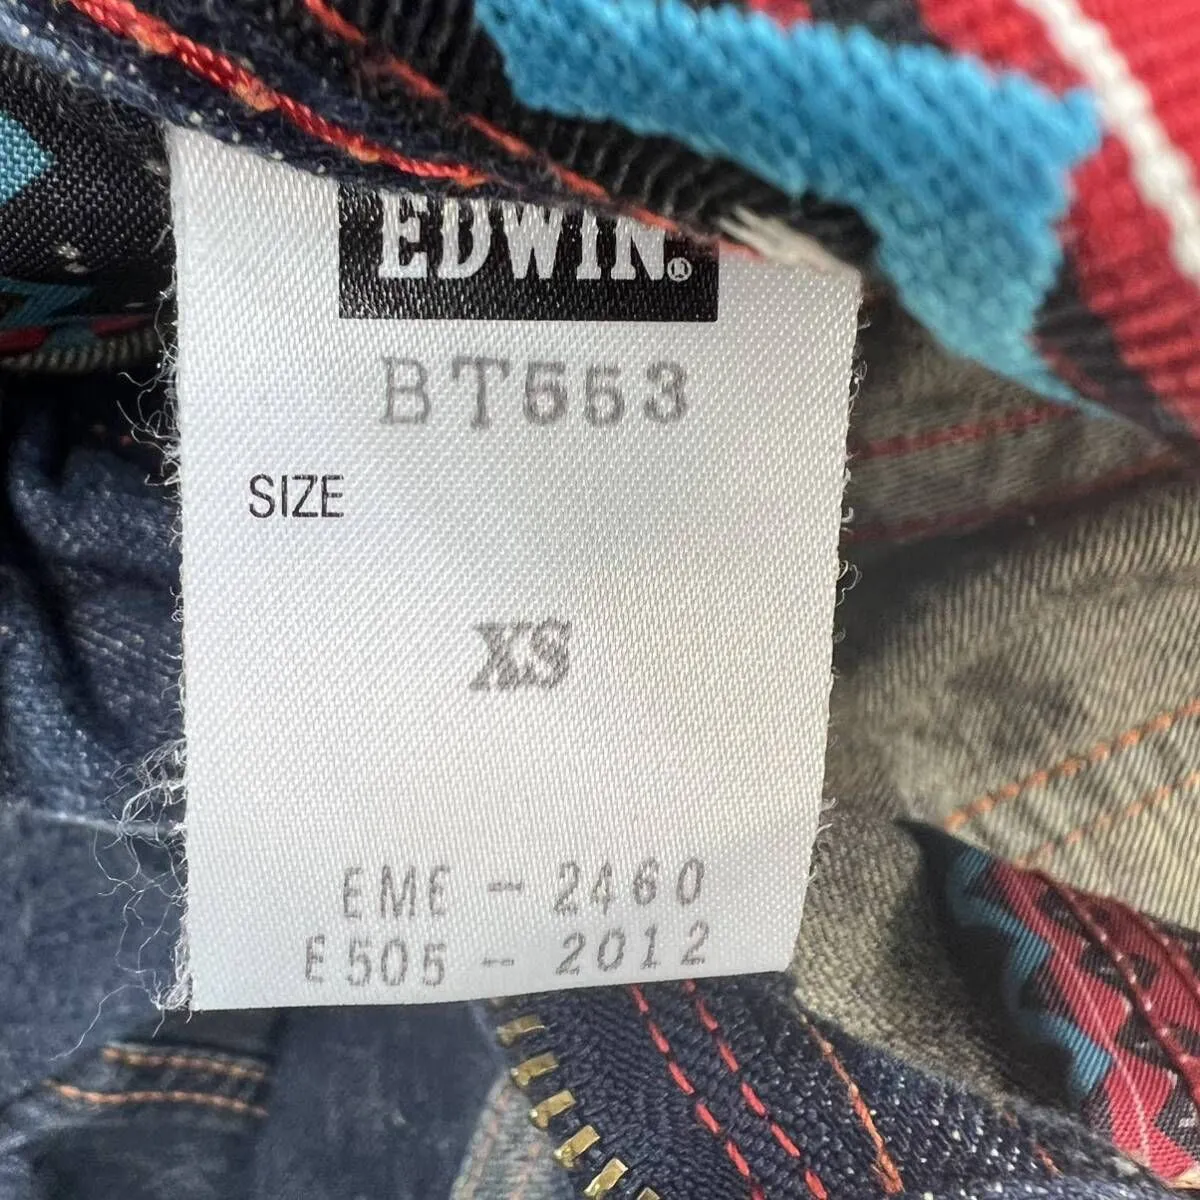 EDWIN®
BT553
SIZE
XS
EME - 2460
E505 - 2012